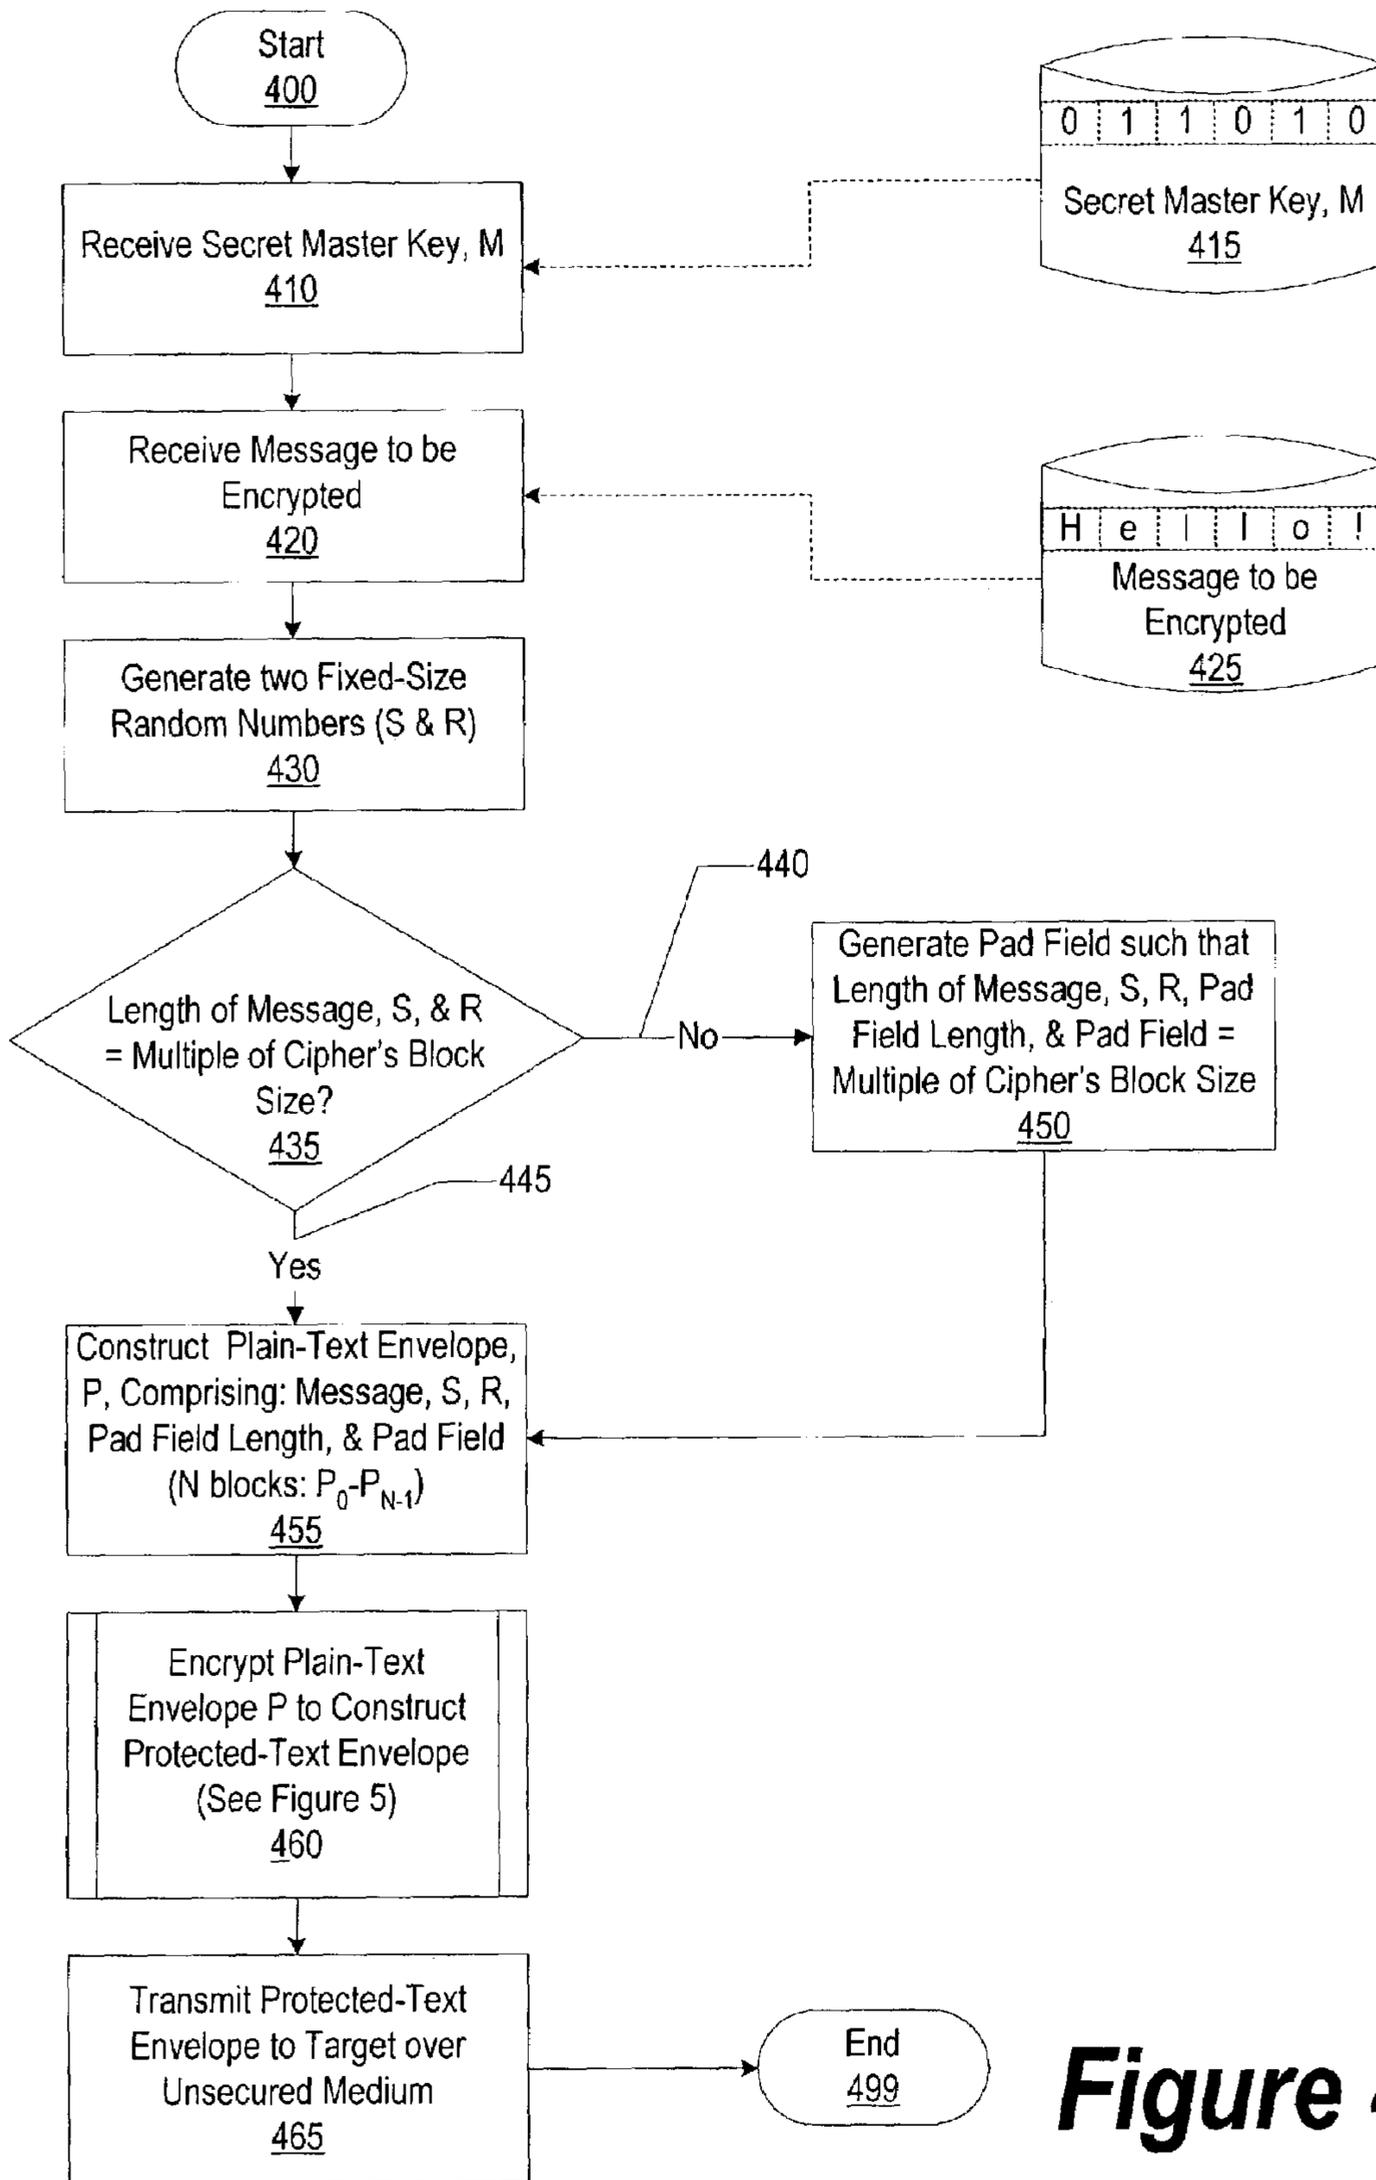 Start
400
0 1 1 0 1 0
Secret Master Key, M
415
Receive Secret Master Key, M
410
Receive Message to be
Encrypted
420
H e l l o !
Message to be
Encrypted
425
Generate two Fixed-Size
Random Numbers (S & R)
430
440
Length of Message, S, & R
= Multiple of Cipher's Block
Size?
435
No
Generate Pad Field such that
Length of Message, S, R, Pad
Field Length, & Pad Field =
Multiple of Cipher's Block Size
450
445
Yes
Construct Plain-Text Envelope,
P, Comprising: Message, S, R,
Pad Field Length, & Pad Field
(N blocks: P0-PN-1)
455
Encrypt Plain-Text
Envelope P to Construct
Protected-Text Envelope
(See Figure 5)
460
Transmit Protected-Text
Envelope to Target over
Unsecured Medium
465
End
499
Figure